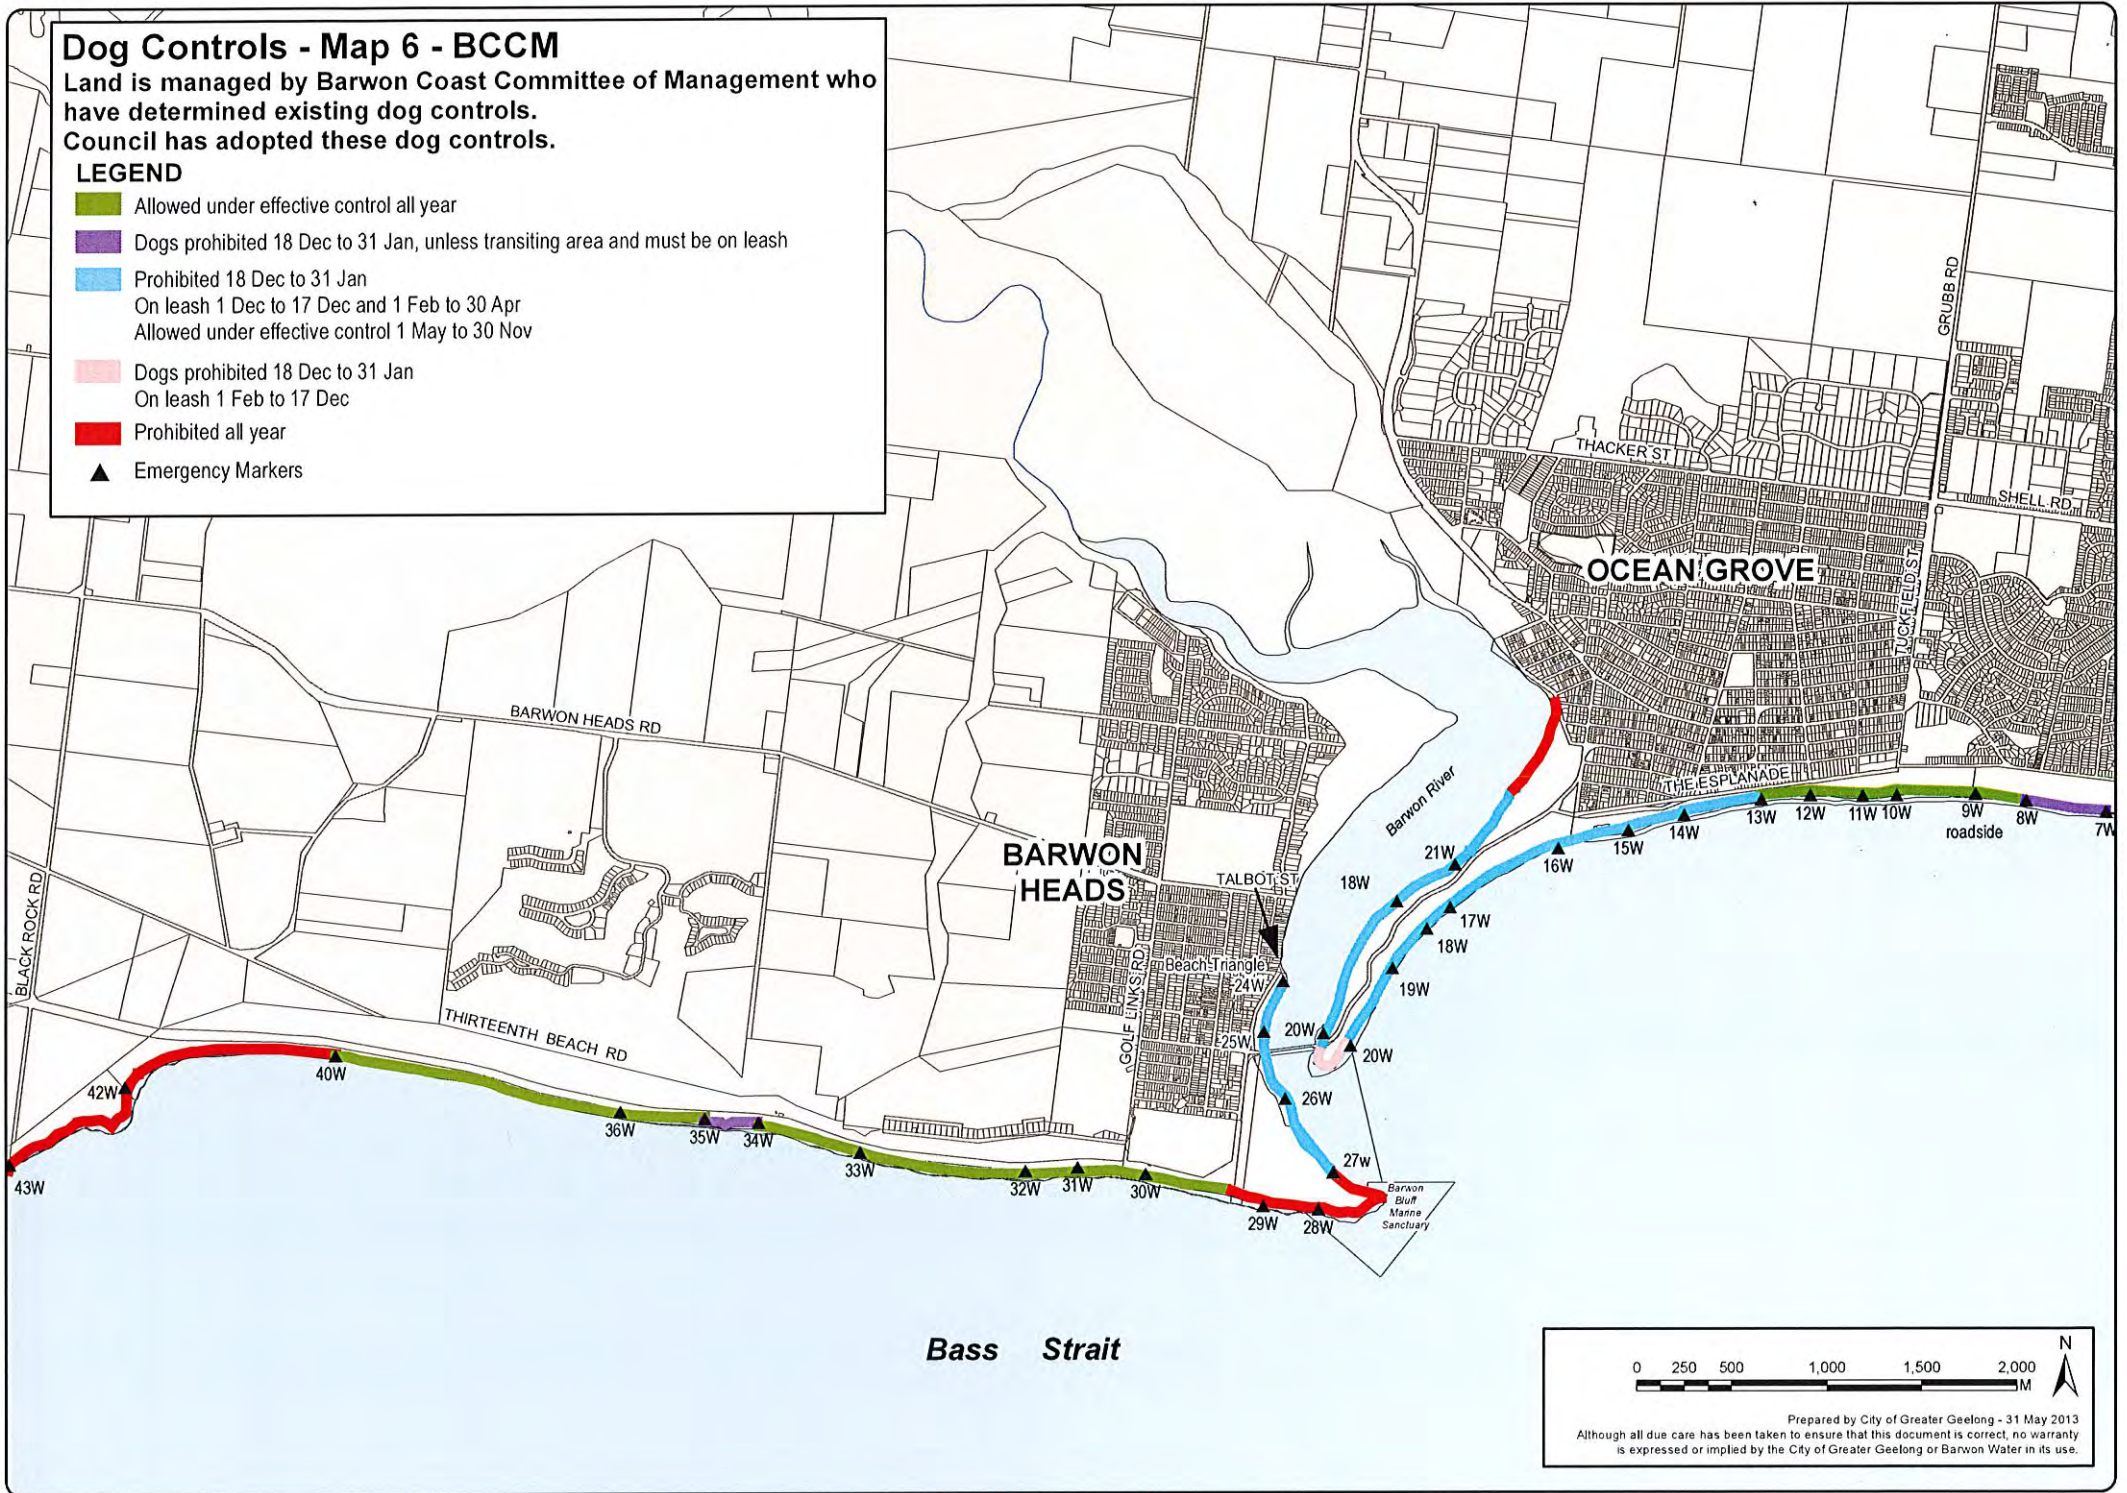 Dog Controls - Map 6 - BCCM
Land is managed by Barwon Coast Committee of Management who
have determined existing dog controls.
Council has adopted these dog controls.
LEGEND
Allowed under effective control all year
Dogs prohibited 18 Dec to 31 Jan, unless transiting area and must be on leash
Prohibited 18 Dec to 31 Jan
On leash 1 Dec to 17 Dec and 1 Feb to 30 Apr
Allowed under effective control 1 May to 30 Nov
Dogs prohibited 18 Dec to 31 Jan
On leash 1 Feb to 17 Dec
Prohibited all year
Emergency Markers
GRUBB RD
THACKER ST
SHELL RD
OCEAN GROVE
TUCKFIELD ST
BARWON HEADS RD
Barwon River
THE ESPLANADE
13W
12W
11W
10W
9W
roadside
8W
7W
14W
15W
16W
21W
18W
17W
18W
19W
BARWON
HEADS
TALBOT ST
BLACK ROCK RD
GOLF LINKS RD
Beach Triangle
24W
25W
20W
20W
THIRTEENTH BEACH RD
40W
42W
43W
36W
35W
34W
33W
32W
31W
30W
29W
28W
26W
27w
Barwon
Bluff
Marine
Sanctuary
Bass Strait
N
0 250 500 1,000 1,500 2,000
M
Prepared by City of Greater Geelong - 31 May 2013
Although all due care has been taken to ensure that this document is correct, no warranty
is expressed or implied by the City of Greater Geelong or Barwon Water in its use.